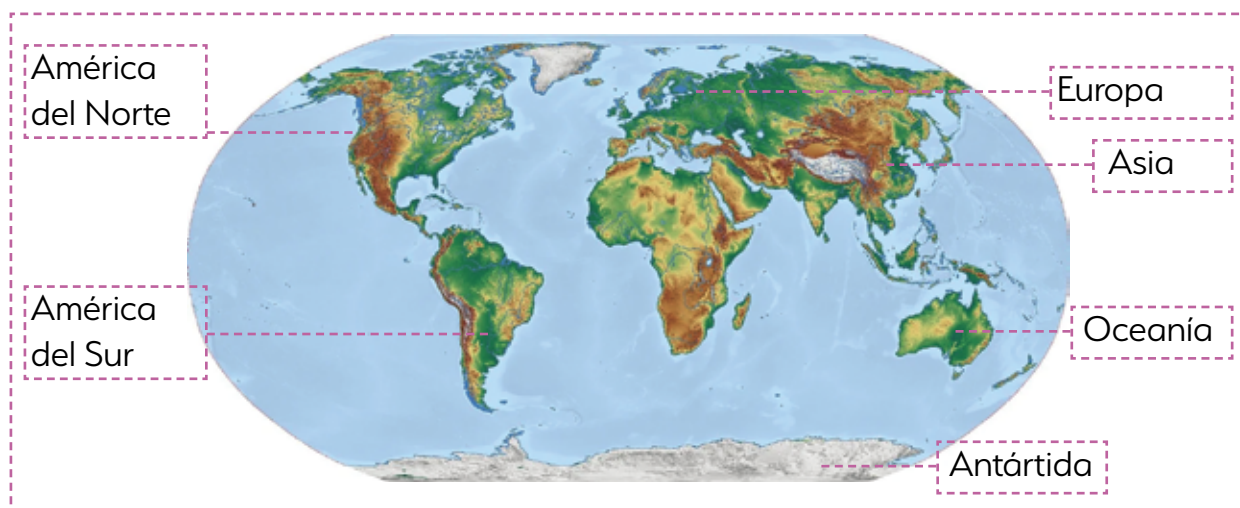 América
del Norte
Europa
Asia
América
del Sur
Oceanía
Antártida